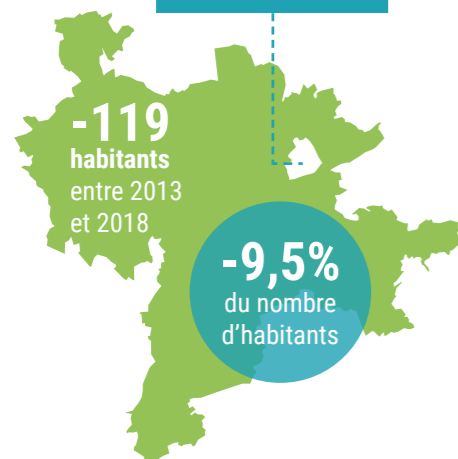 -119
habitants
entre 2013
et 2018
-9,5%
du nombre
d'habitants